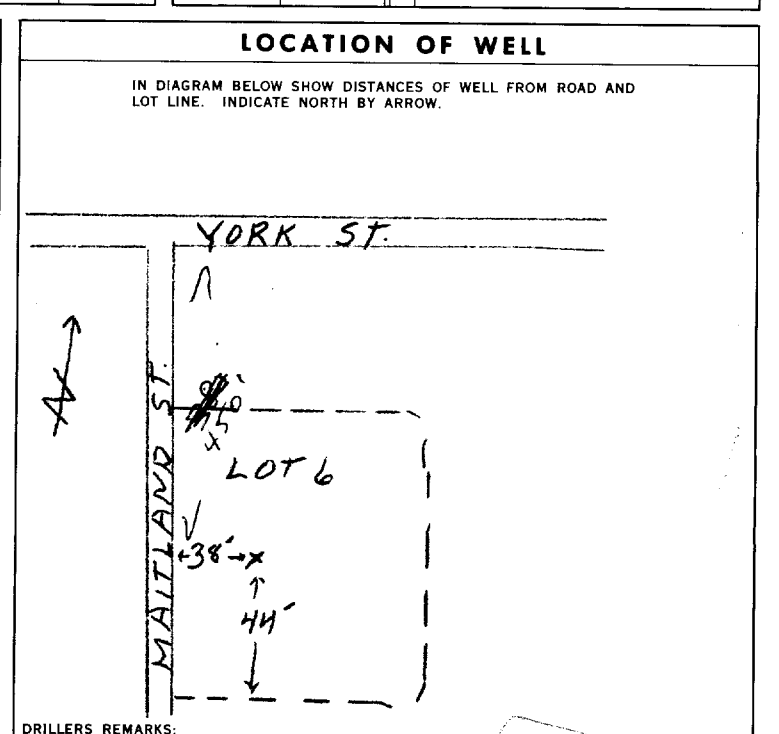 LOCATION OF WELL
IN DIAGRAM BELOW SHOW DISTANCES OF WELL FROM ROAD AND
LOT LINE. INDICATE NORTH BY ARROW.
YORK ST.
N
MAITLAND ST.
x
LOT 6
38' x
44'
DRILLERS REMARKS: